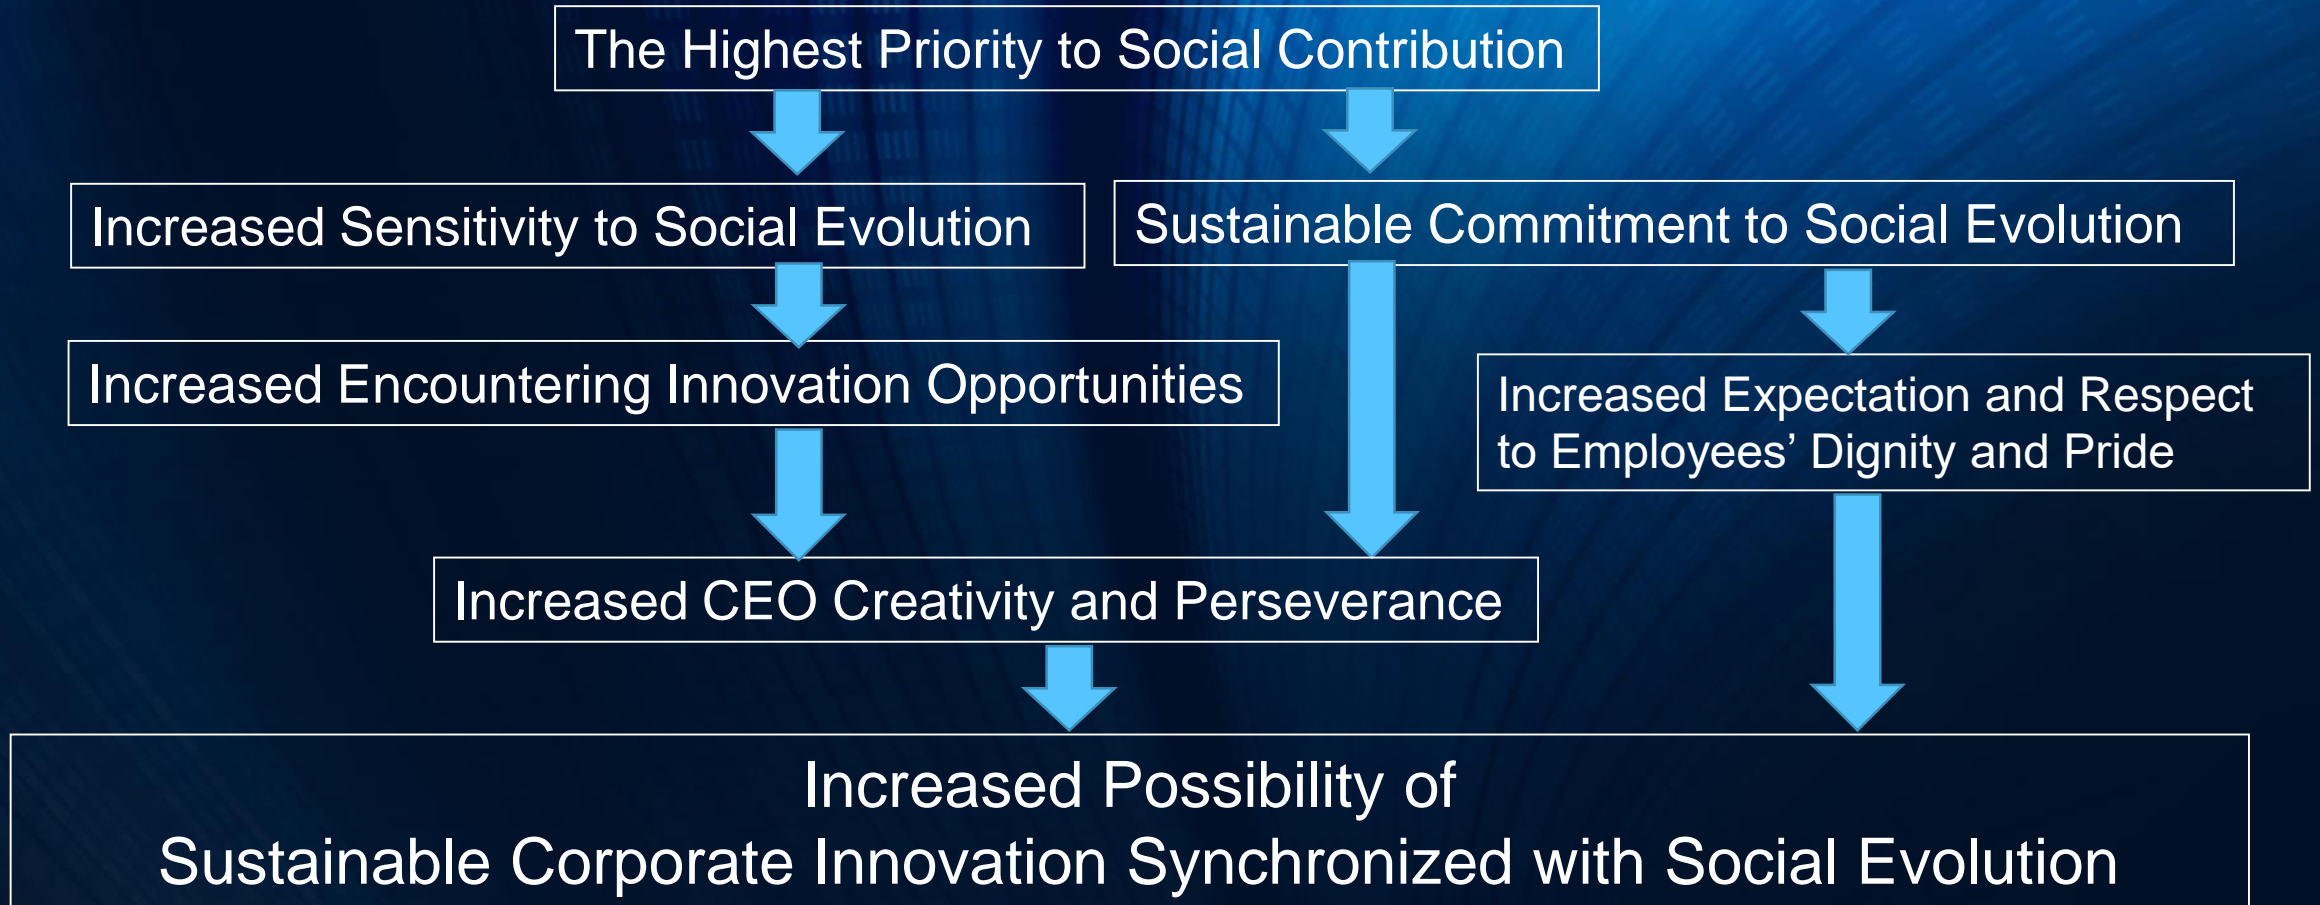 The Highest Priority to Social Contribution
Increased Sensitivity to Social Evolution
Sustainable Commitment to Social Evolution
Increased Encountering Innovation Opportunities
Increased Expectation and Respect
to Employees’ Dignity and Pride
Increased CEO Creativity and Perseverance
Increased Possibility of
Sustainable Corporate Innovation Synchronized with Social Evolution